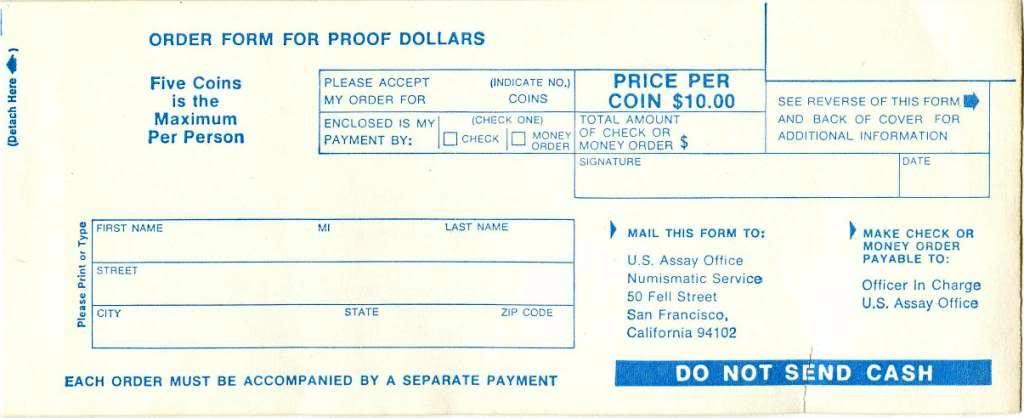 ORDER FORM FOR PROOF DOLLARS
(Detach Here )
Five Coins
is the
Maximum
Per Person
PLEASE ACCEPT (INDICATE NO.)
MY ORDER FOR COINS
PRICE PER
COIN $10.00
ENCLOSED IS MY (CHECK ONE)
PAYMENT BY: CHECK MONEY ORDER
TOTAL AMOUNT
OF CHECK OR
MONEY ORDER $
SEE REVERSE OF THIS FORM
AND BACK OF COVER FOR
ADDITIONAL INFORMATION
SIGNATURE DATE
Please Print or Type
FIRST NAME MI LAST NAME
STREET
CITY STATE ZIP CODE
MAIL THIS FORM TO:
U.S. Assay Office
Numismatic Service
50 Fell Street
San Francisco,
California 94102
MAKE CHECK OR
MONEY ORDER
PAYABLE TO:
Officer In Charge
U.S. Assay Office
EACH ORDER MUST BE ACCOMPANIED BY A SEPARATE PAYMENT
DO NOT SEND CASH